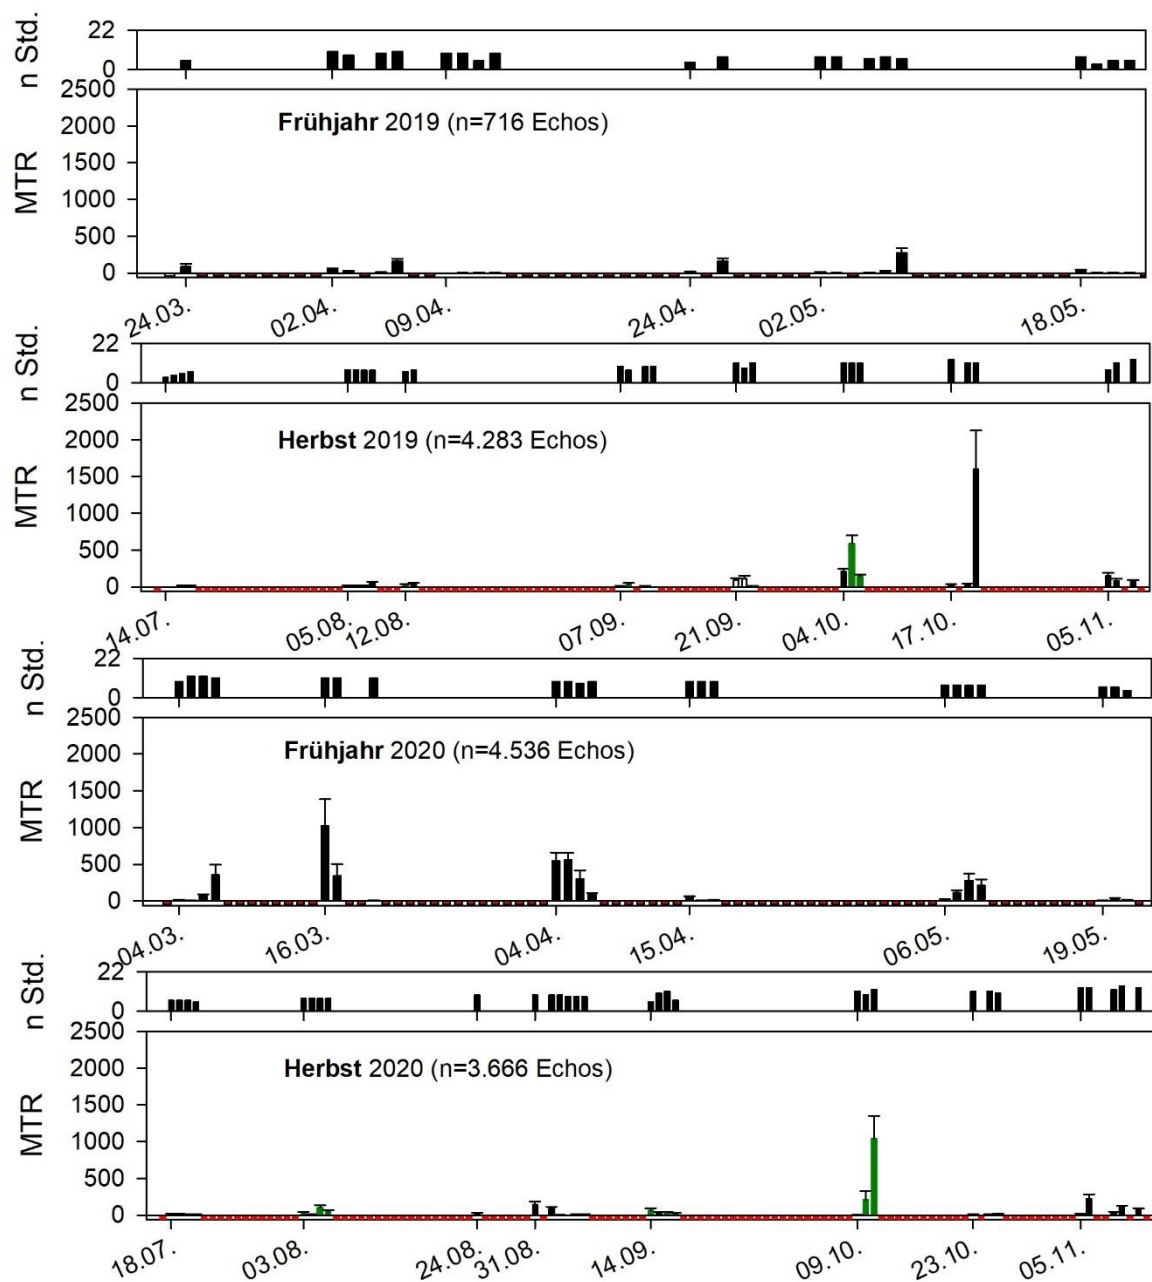 n Std.
22
0
MTR
2500
2000
1500
1000
500
0
Frühjahr 2019 (n=716 Echos)
24.03. 02.04. 09.04. 24.04. 02.05. 18.05.
n Std.
22
0
MTR
2500
2000
1500
1000
500
0
Herbst 2019 (n=4.283 Echos)
14.07. 05.08. 12.08. 07.09. 21.09. 04.10. 17.10. 05.11.
n Std.
22
0
MTR
2500
2000
1500
1000
500
0
Frühjahr 2020 (n=4.536 Echos)
04.03. 16.03. 04.04. 15.04. 06.05. 19.05.
n Std.
22
0
MTR
2500
2000
1500
1000
500
0
Herbst 2020 (n=3.666 Echos)
18.07. 03.08. 24.08. 31.08. 14.09. 09.10. 23.10. 05.11.